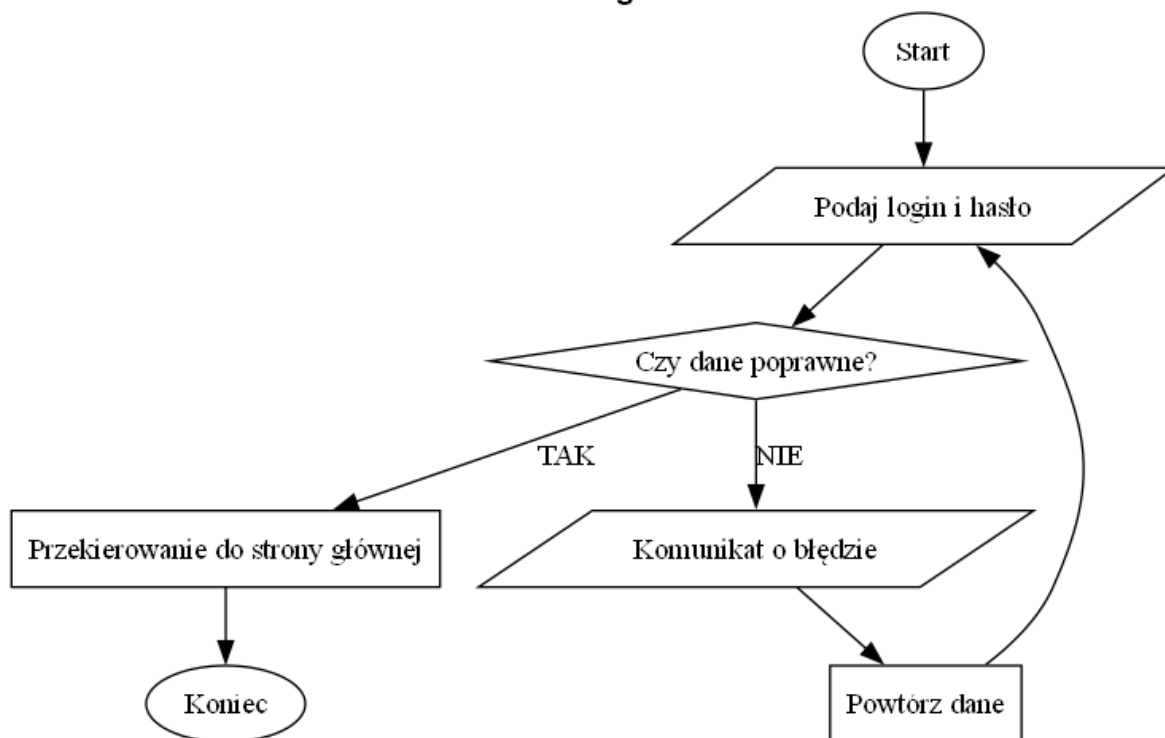 Start
Podaj login i hasło
Czy dane poprawne?
TAK
NIE
Przekierowanie do strony głównej
Komunikat o błędzie
Koniec
Powtórz dane